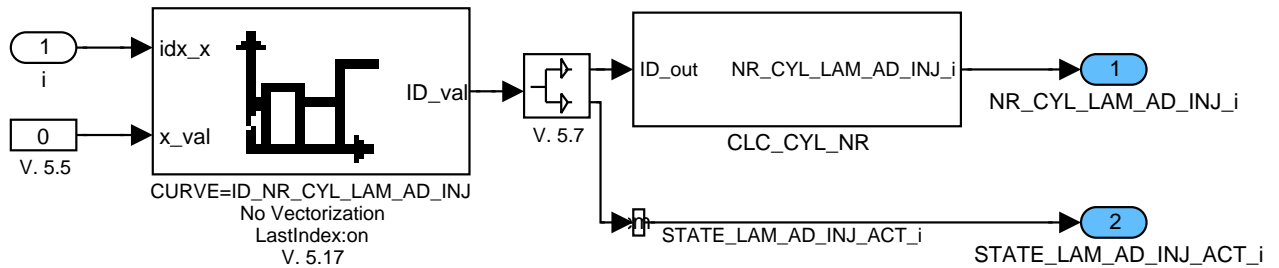 1
i
0
V. 5.5
idx_x
x_val
ID_val
CURVE=ID_NR_CYL_LAM_AD_INJ
No Vectorization
LastIndex:on
V. 5.17
V. 5.7
ID_out
NR_CYL_LAM_AD_INJ_i
CLC_CYL_NR
1
NR_CYL_LAM_AD_INJ_i
STATE_LAM_AD_INJ_ACT_i
2
STATE_LAM_AD_INJ_ACT_i